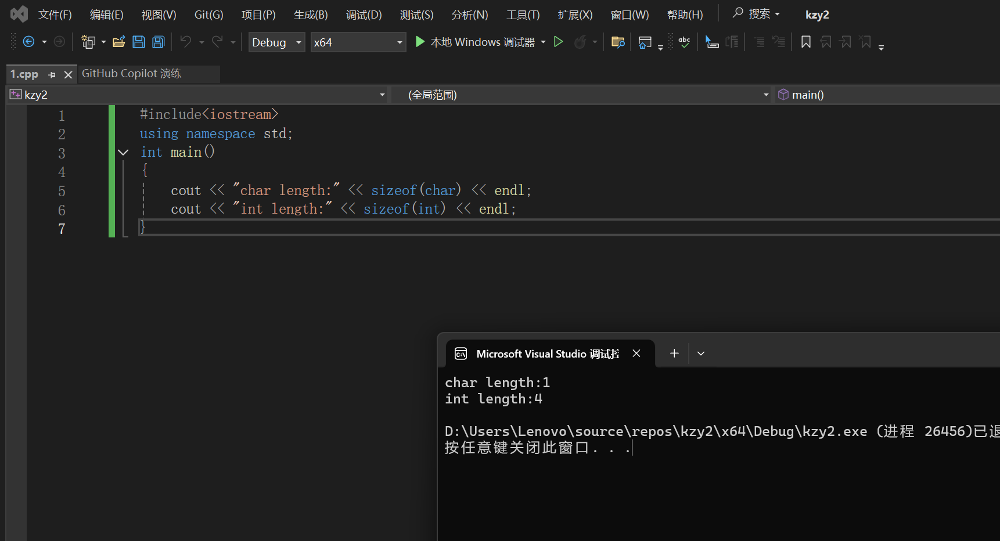 文件(F) 编辑(E) 视图(V) Git(G) 项目(P) 生成(B) 调试(D) 测试(S) 分析(N) 工具(T) 扩展(X) 窗口(W) 帮助(H) 搜索 kzy2
Debug x64 本地 Windows 调试器 abc
1.cpp GitHub Copilot 演练
kzy2 (全局范围) main()
1 #include<iostream>
2 using namespace std;
3 int main()
4 {
5 cout << "char length:" << sizeof(char) << endl;
6 cout << "int length:" << sizeof(int) << endl;
7 }
Microsoft Visual Studio 调试控
char length:1
int length:4
D:\Users\Lenovo\source\repos\kzy2\x64\Debug\kzy2.exe (进程 26456)已退
按任意键关闭此窗口. . .